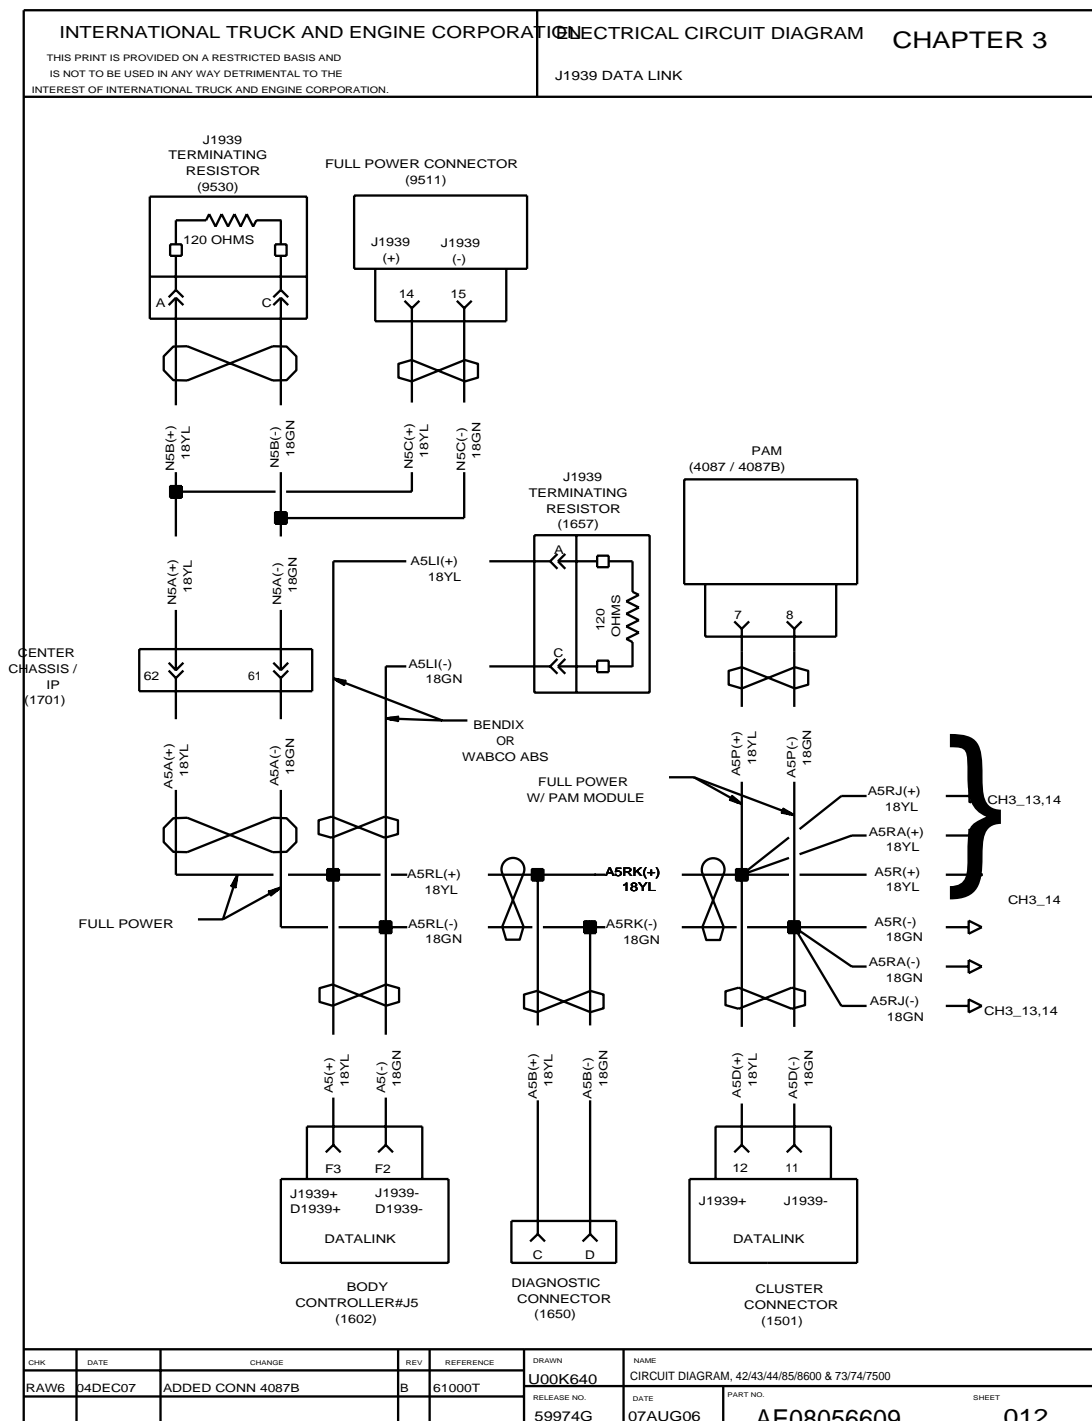 INTERNATIONAL TRUCK AND ENGINE CORPORATION
THIS PRINT IS PROVIDED ON A RESTRICTED BASIS AND
IS NOT TO BE USED IN ANY WAY DETRIMENTAL TO THE
INTEREST OF INTERNATIONAL TRUCK AND ENGINE CORPORATION.
ELECTRICAL CIRCUIT DIAGRAM
CHAPTER 3
J1939 DATA LINK
J1939
TERMINATING
RESISTOR
(9530)
120 OHMS
A
C
FULL POWER CONNECTOR
(9511)
J1939
(+)
J1939
(-)
14
15
N5B(+)
18YL
N5B(-)
18GN
N5C(+)
18YL
N5C(-)
18GN
J1939
TERMINATING
RESISTOR
(1657)
A
120
OHMS
C
PAM
(4087 / 4087B)
7
8
N5A(+)
18YL
N5A(-)
18GN
A5LI(+)
18YL
A5LI(-)
18GN
CENTER
CHASSIS /
IP
(1701)
62
61
BENDIX
OR
WABCO ABS
A5A(+)
18YL
A5A(-)
18GN
A5P(+)
18YL
A5P(-)
18GN
FULL POWER
W/ PAM MODULE
A5RJ(+)
18YL
CH3_13,14
A5RA(+)
18YL
A5RL(+)
18YL
A5RK(+)
18YL
A5R(+)
18YL
CH3_14
FULL POWER
A5RL(-)
18GN
A5RK(-)
18GN
A5R(-)
18GN
A5RA(-)
18GN
A5RJ(-)
18GN
CH3_13,14
A5(+)
18YL
A5(-)
18GN
A5B(+)
18YL
A5B(-)
18GN
A5D(+)
18YL
A5D(-)
18GN
F3
F2
J1939+
D1939+
J1939-
D1939-
DATALINK
BODY
CONTROLLER#J5
(1602)
C
D
DIAGNOSTIC
CONNECTOR
(1650)
12
11
J1939+
J1939-
DATALINK
CLUSTER
CONNECTOR
(1501)
CHK
DATE
CHANGE
REV
REFERENCE
RAW6
04DEC07
ADDED CONN 4087B
B
61000T
DRAWN
U00K640
NAME
CIRCUIT DIAGRAM, 42/43/44/85/8600 & 73/74/7500
RELEASE NO.
59974G
DATE
07AUG06
PART NO.
AE08056609
SHEET
012